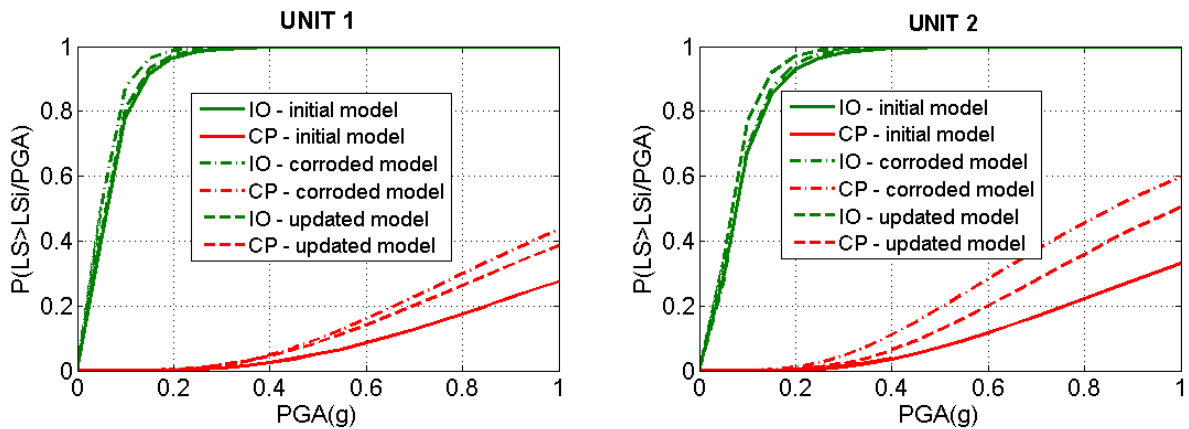 UNIT 1
P(LS>LSi/PGA)
1
0.8
0.6
0.4
0.2
0
IO - initial model
CP - initial model
IO - corroded model
CP - corroded model
IO - updated model
CP - updated model
0
0.2
0.4
0.6
0.8
1
PGA(g)
UNIT 2
P(LS>LSi/PGA)
1
0.8
0.6
0.4
0.2
0
IO - initial model
CP - initial model
IO - corroded model
CP - corroded model
IO - updated model
CP - updated model
0
0.2
0.4
0.6
0.8
1
PGA(g)